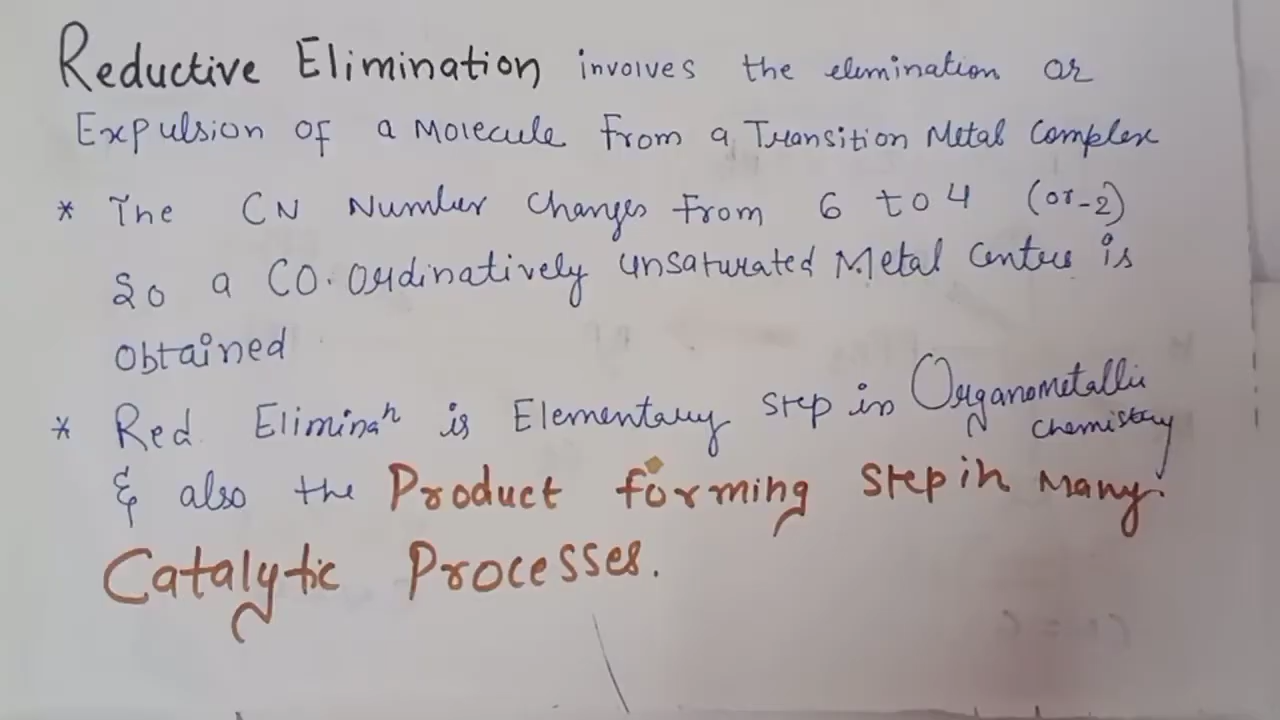 Reductive Elimination involves the elemination or
Expulsion of a Molecule From a Transition Metal Complex
* The CN Number Changes From 6 to 4 (or -2)
So a CO.Ordinatively unsaturated Metal Centre is
Obtained
* Red. Eliminaⁿ is Elementary step in Organometallic
Chemistry
& also the Product forming Step in Many
Catalytic Processes.